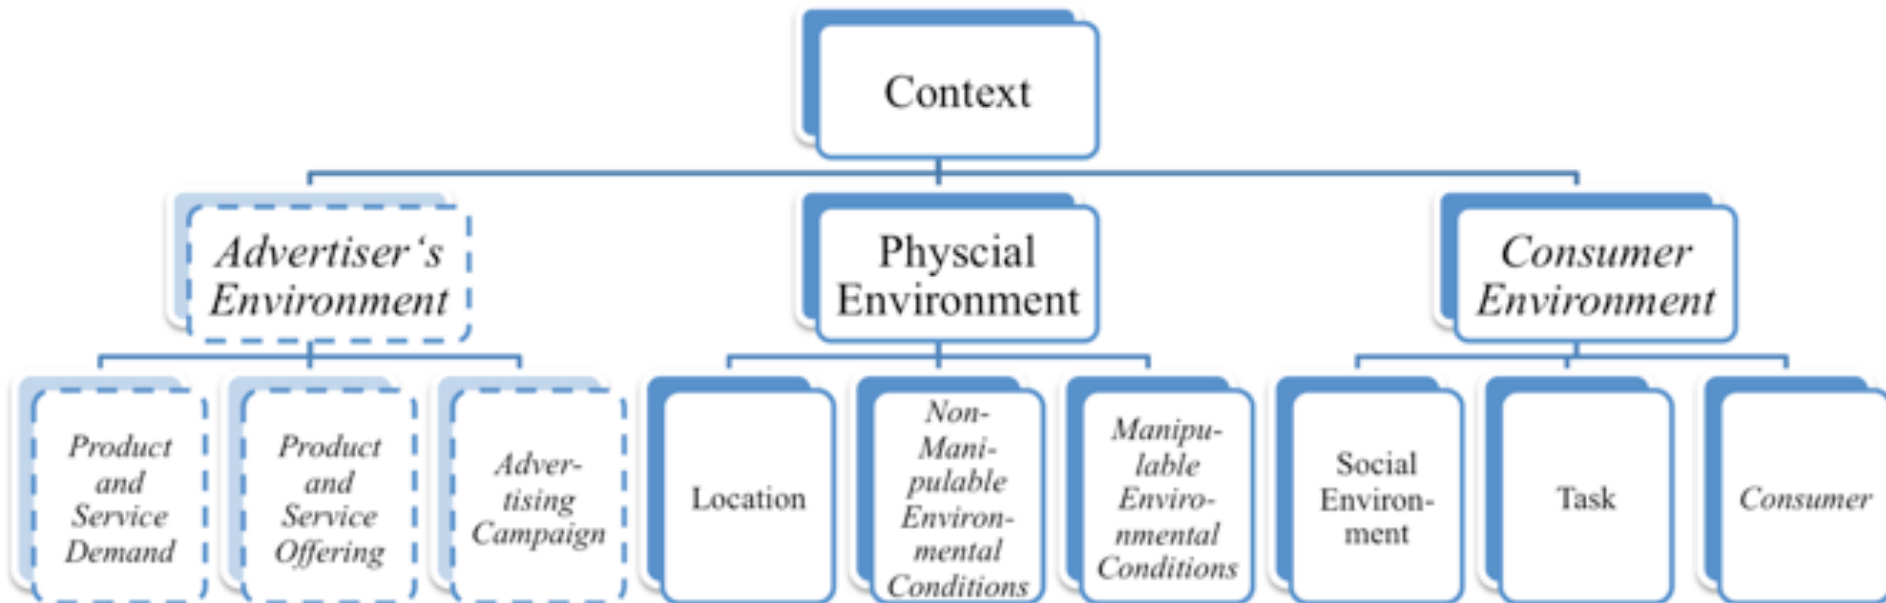 Context
Advertiser‘s
Environment
Physcial
Environment
Consumer
Environment
Product
and
Service
Demand
Product
and
Service
Offering
Adver-
tising
Campaign
Location
Non-
Mani-
pulable
Environ-
mental
Conditions
Manipu-
lable
Enviro-
nmental
Conditions
Social
Environ-
ment
Task
Consumer